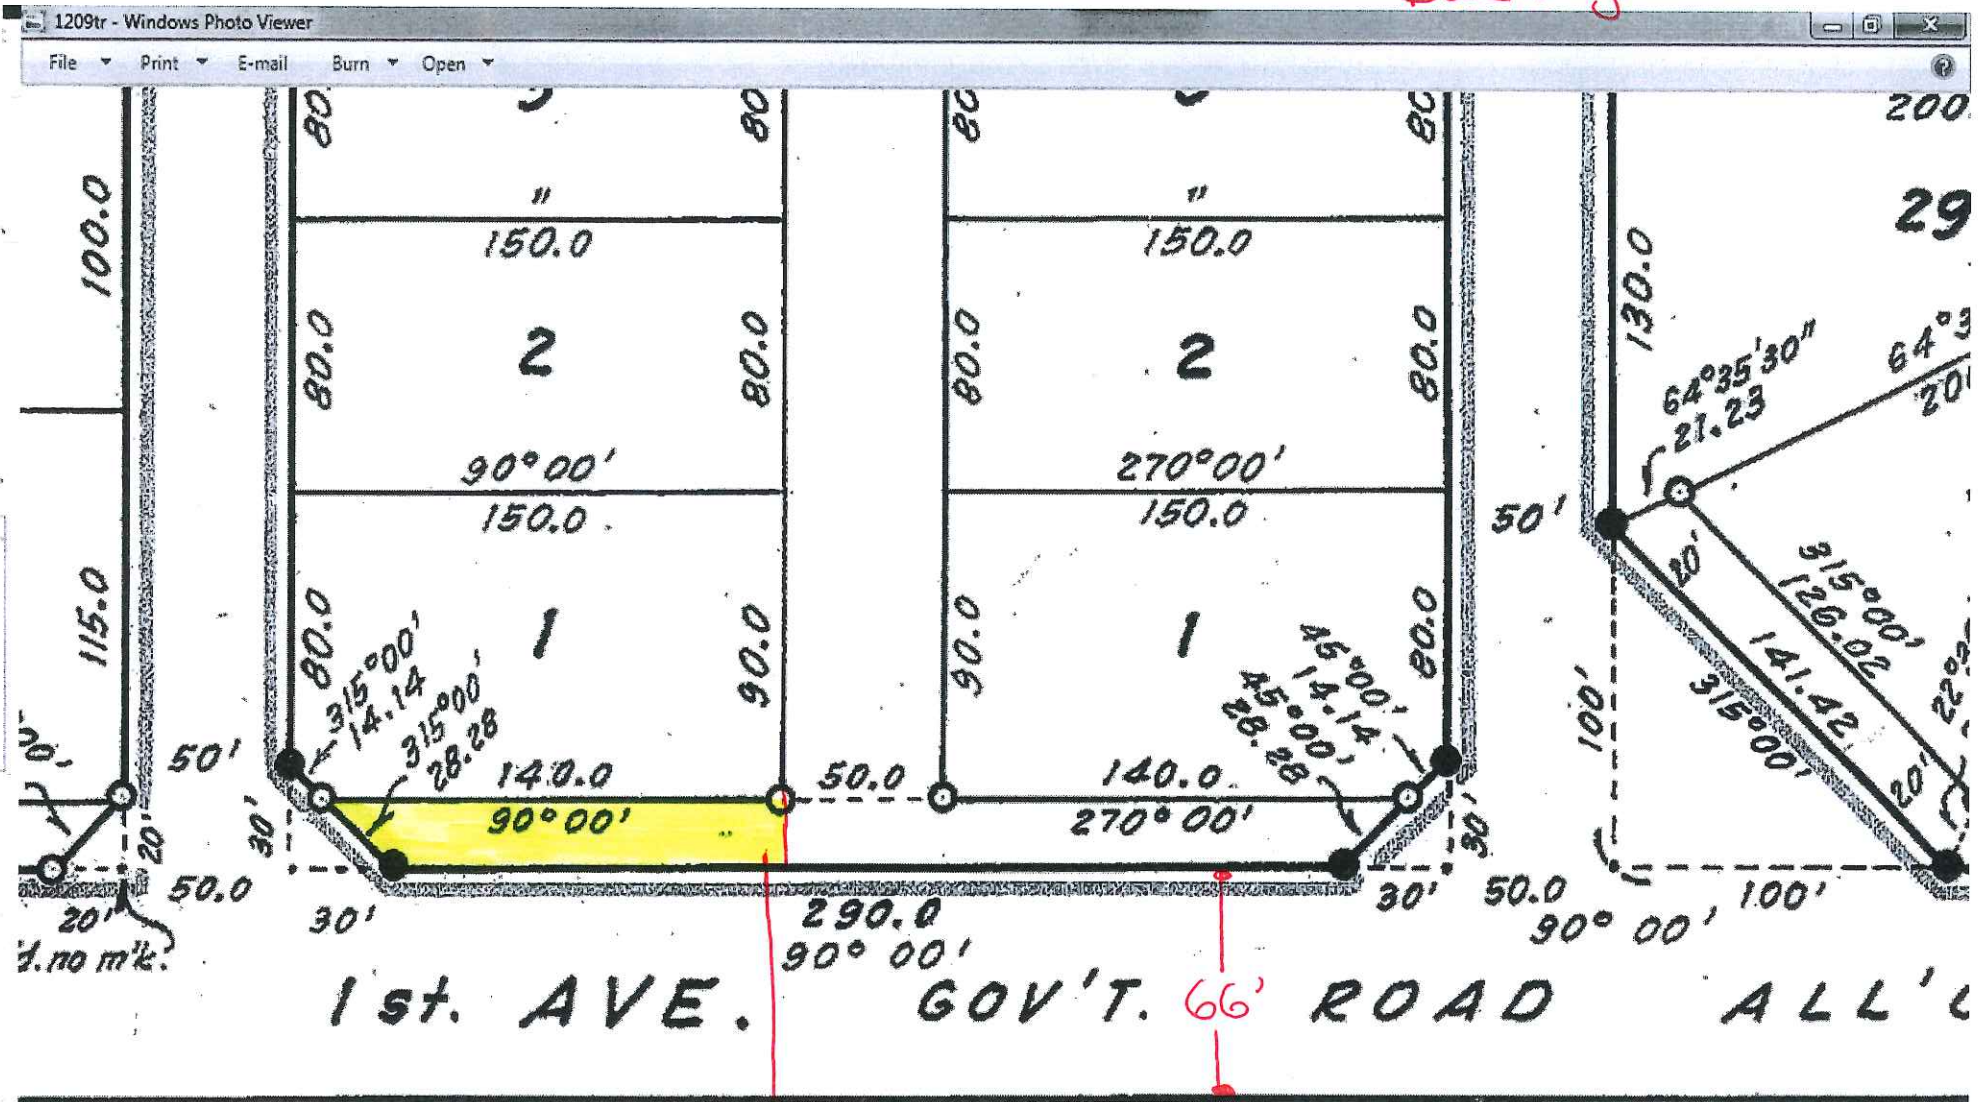 1209tr - Windows Photo Viewer
File Print E-mail Burn Open
80 80 80 80 200
100.0
" "
150.0 150.0
29
130.0
80.0 2 80.0 80.0 2 80.0
64°35'30"
21.23
90°00' 270°00'
150.0 150.0
50'
115.0
80.0 1 90.0 90.0 1 80.0
20'
315°00'
126.02
315°00'
14.14
315°00'
28.28
45°00'
14.14
45°00'
28.28
141.42
315°00'
100'
50' 140.0 50.0 140.0
20'
90°00' 270°00'
20' 30' 30'
50.0 30' 290.0 30' 50.0 100'
20'
90° 00' 90° 00'
no m'k.
1st. AVE. GOV'T. 66' ROAD